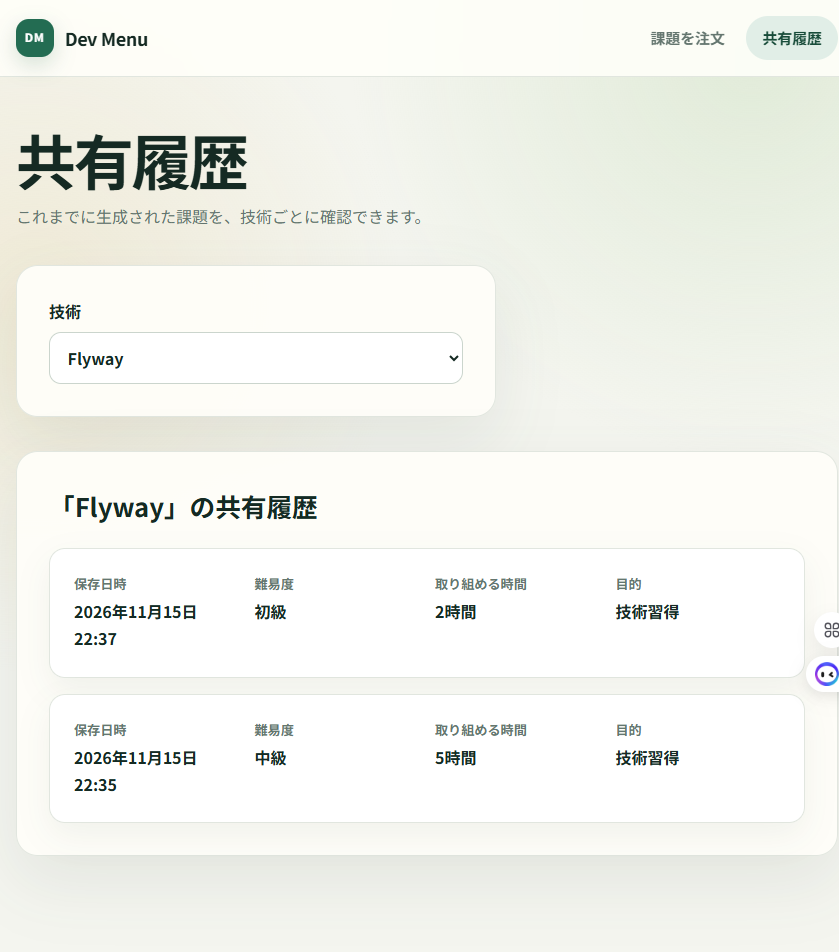 DM
Dev Menu
課題を注文
共有履歴
共有履歴
これまでに生成された課題を、技術ごとに確認できます。
技術
Flyway
「Flyway」の共有履歴
保存日時
2026年11月15日
22:37
難易度
初級
取り組める時間
2時間
目的
技術習得
保存日時
2026年11月15日
22:35
難易度
中級
取り組める時間
5時間
目的
技術習得